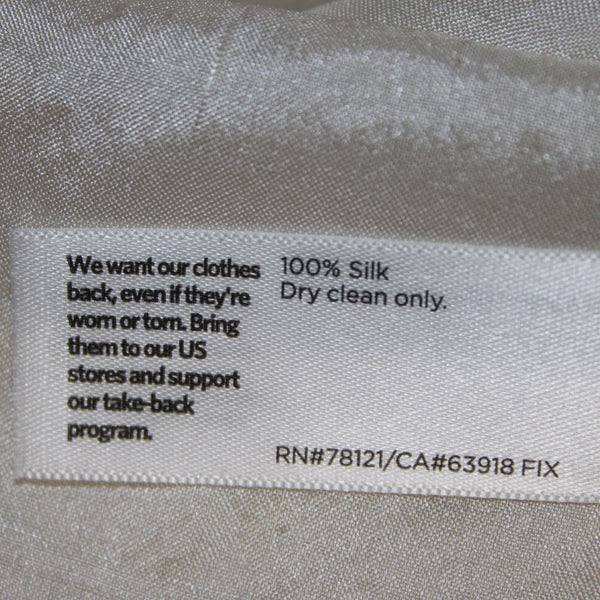 We want our clothes
back, even if they're
worn or torn. Bring
them to our US
stores and support
our take-back
program.
100% Silk
Dry clean only.
RN#78121/CA#63918 FIX